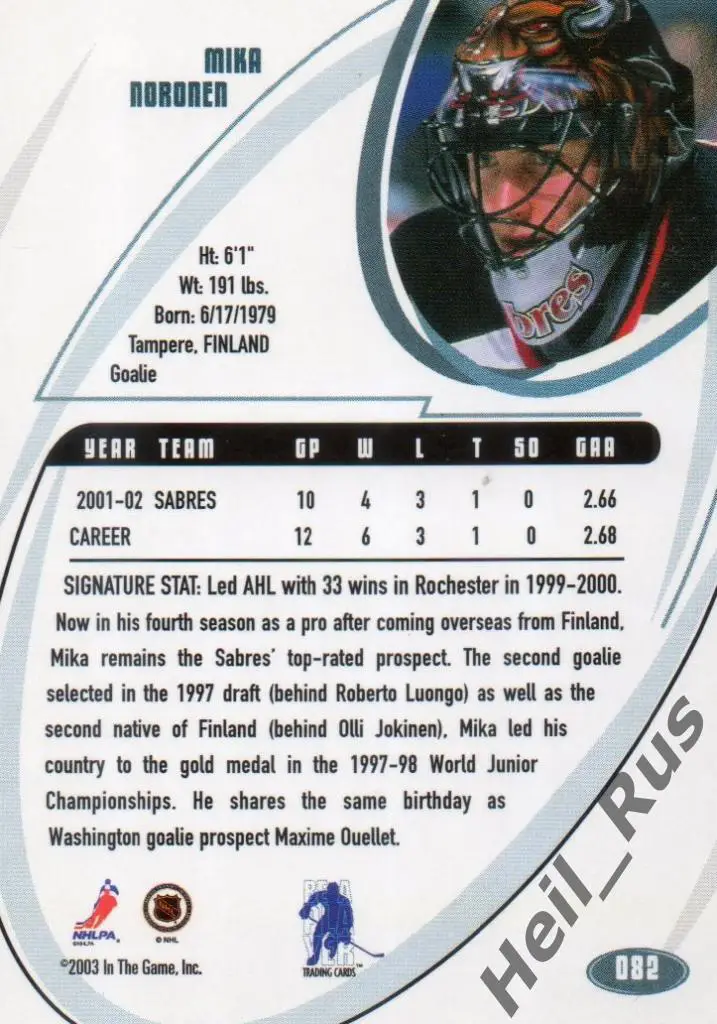 MIKA
NORONEN
bres
Ht: 6'1"
Wt: 191 lbs.
Born: 6/17/1979
Tampere, FINLAND
Goalie
YEAR TEAM GP W L T SO GAA
2001-02 SABRES 10 4 3 1 0 2.66
CAREER 12 6 3 1 0 2.68
SIGNATURE STAT: Led AHL with 33 wins in Rochester in 1999-2000.
Now in his fourth season as a pro after coming overseas from Finland,
Mika remains the Sabres' top-rated prospect. The second goalie
selected in the 1997 draft (behind Roberto Luongo) as well as the
second native of Finland (behind Olli Jokinen), Mika led his
country to the gold medal in the 1997-98 World Junior
Championships. He shares the same birthday as
Washington goalie prospect Maxime Ouellet.
NHLPA.
©NHLPA
NHL
© NHL
BE A
PLAYER
TRADING CARDS™
©2003 In The Game, Inc.
082
Heil_Rus